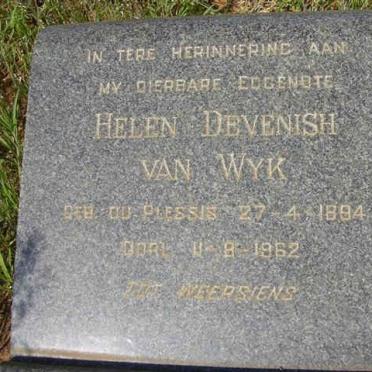 IN TERE HERINNERING AAN
MY DIERBARE EGGENOTE
HELEN DEVENISH
VAN WYK
GEB. DU PLESSIS 27-4-1894
OORL. 11-8-1962
TOT WEERSIENS